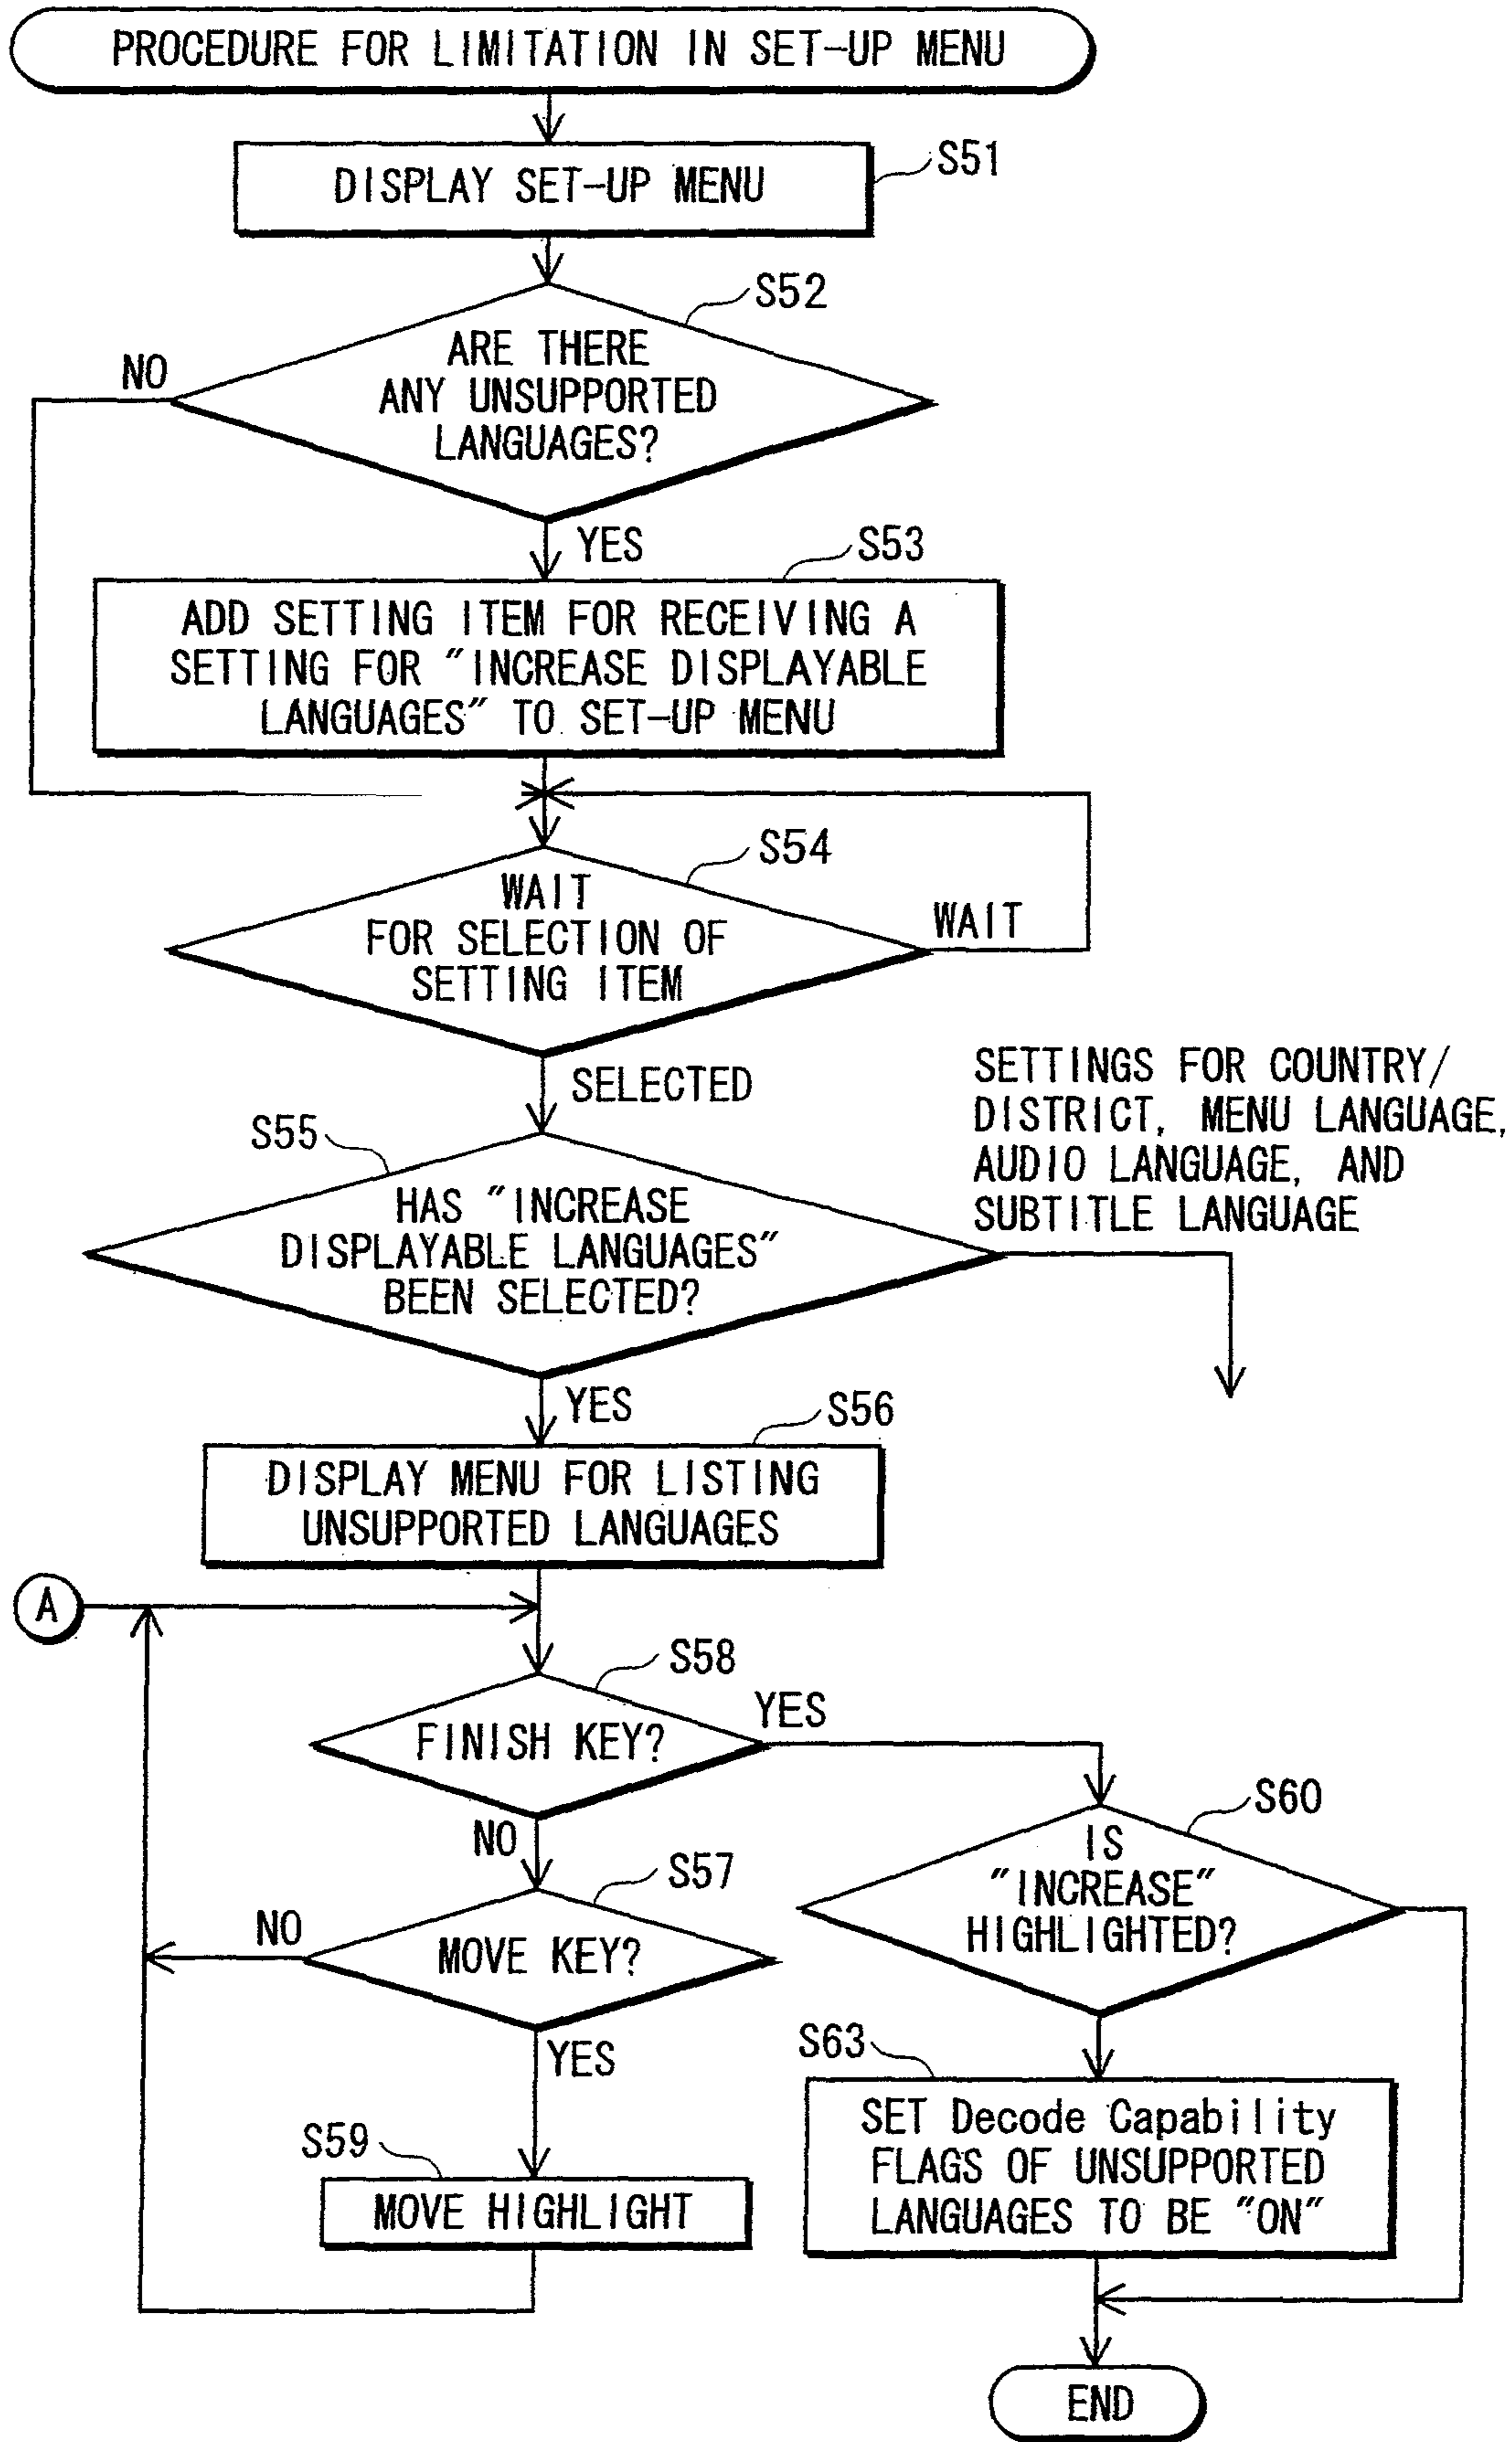 PROCEDURE FOR LIMITATION IN SET-UP MENU
DISPLAY SET-UP MENU
S51
S52
ARE THERE
ANY UNSUPPORTED
LANGUAGES?
NO
YES
S53
ADD SETTING ITEM FOR RECEIVING A
SETTING FOR "INCREASE DISPLAYABLE
LANGUAGES" TO SET-UP MENU
S54
WAIT
FOR SELECTION OF
SETTING ITEM
WAIT
SELECTED
SETTINGS FOR COUNTRY/
DISTRICT, MENU LANGUAGE,
AUDIO LANGUAGE, AND
SUBTITLE LANGUAGE
S55
HAS "INCREASE
DISPLAYABLE LANGUAGES"
BEEN SELECTED?
YES
S56
DISPLAY MENU FOR LISTING
UNSUPPORTED LANGUAGES
A
S58
FINISH KEY?
YES
NO
S57
MOVE KEY?
NO
YES
S59
MOVE HIGHLIGHT
S60
IS
"INCREASE"
HIGHLIGHTED?
S63
SET Decode Capability
FLAGS OF UNSUPPORTED
LANGUAGES TO BE "ON"
END